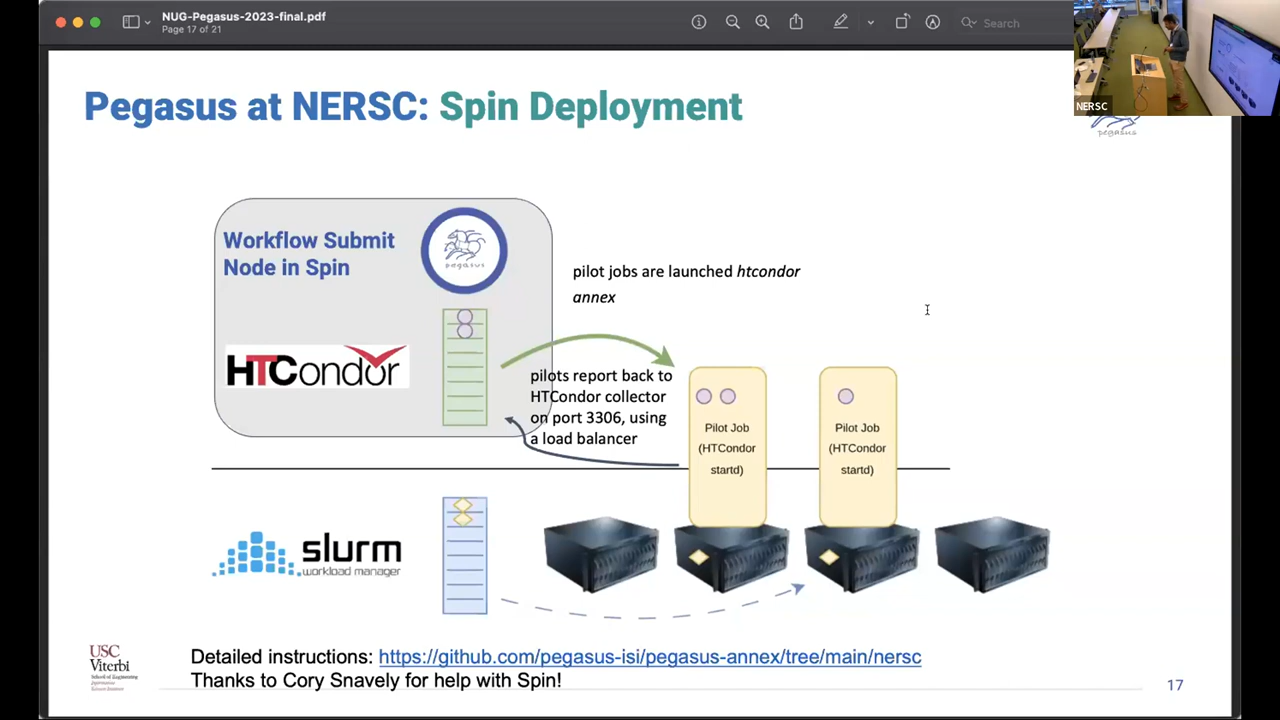 NUG-Pegasus-2023-final.pdf
Page 17 of 21
Search
NERSC
Pegasus at NERSC: Spin Deployment
pegasus
Workflow Submit
Node in Spin
pegasus
pilot jobs are launched htcondor
annex
HTCondor
pilots report back to
HTCondor collector
on port 3306, using
a load balancer
Pilot Job
(HTCondor
startd)
Pilot Job
(HTCondor
startd)
slurm
workload manager
USC
Viterbi
School of Engineering
Detailed instructions: https://github.com/pegasus-isi/pegasus-annex/tree/main/nersc
Thanks to Cory Snavely for help with Spin!
17